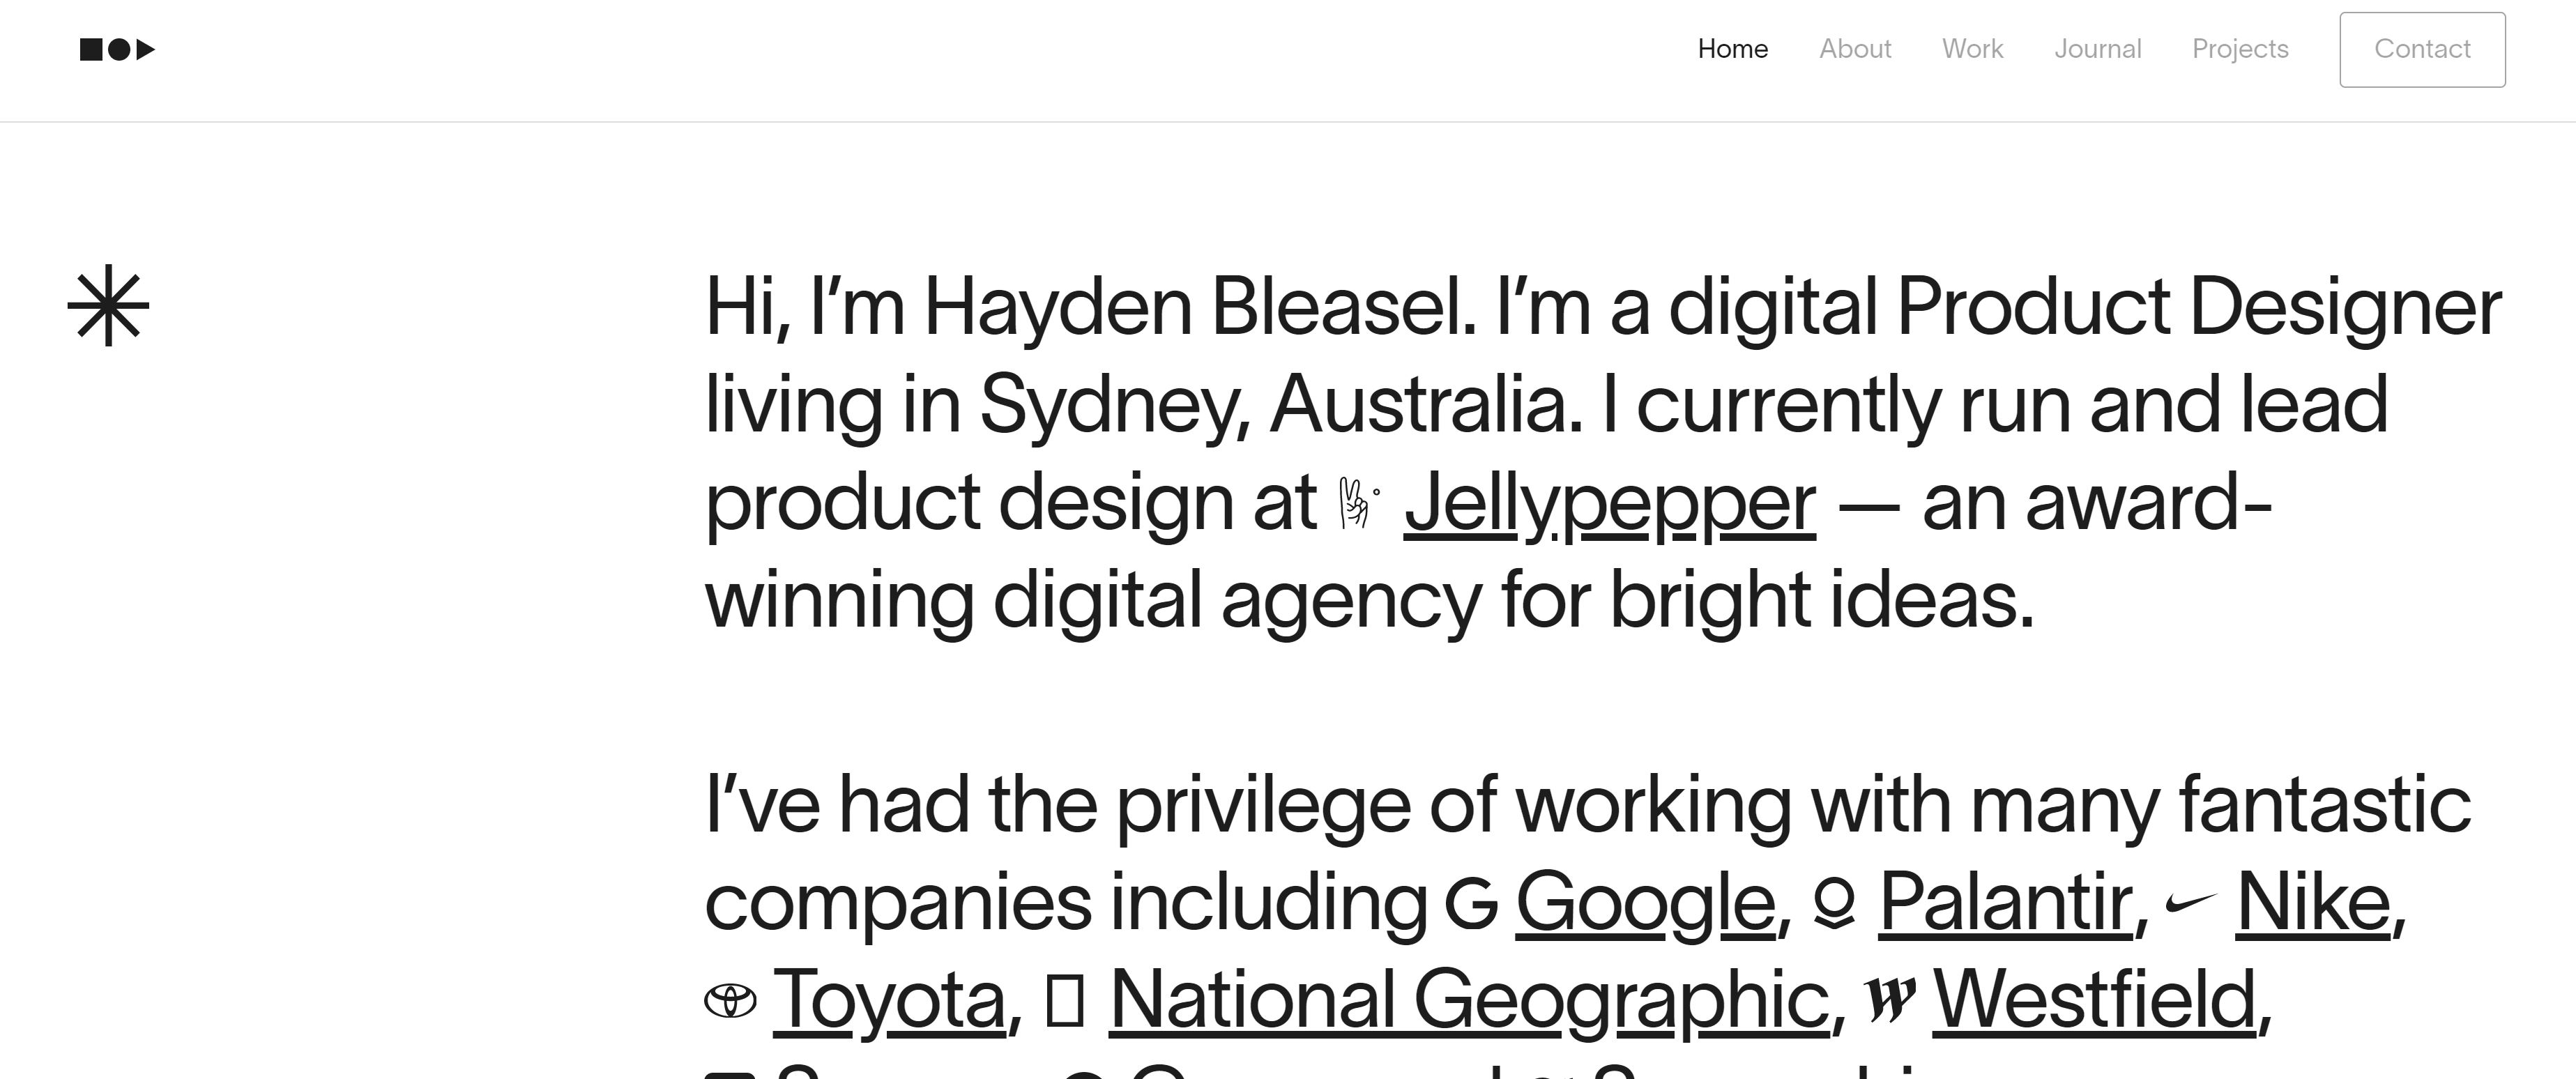 Home About Work Journal Projects Contact
Hi, I’m Hayden Bleasel. I’m a digital Product Designer
living in Sydney, Australia. I currently run and lead
product design at Jellypepper — an award-
winning digital agency for bright ideas.
I’ve had the privilege of working with many fantastic
companies including G Google, Palantir, Nike,
Toyota, National Geographic, W Westfield,